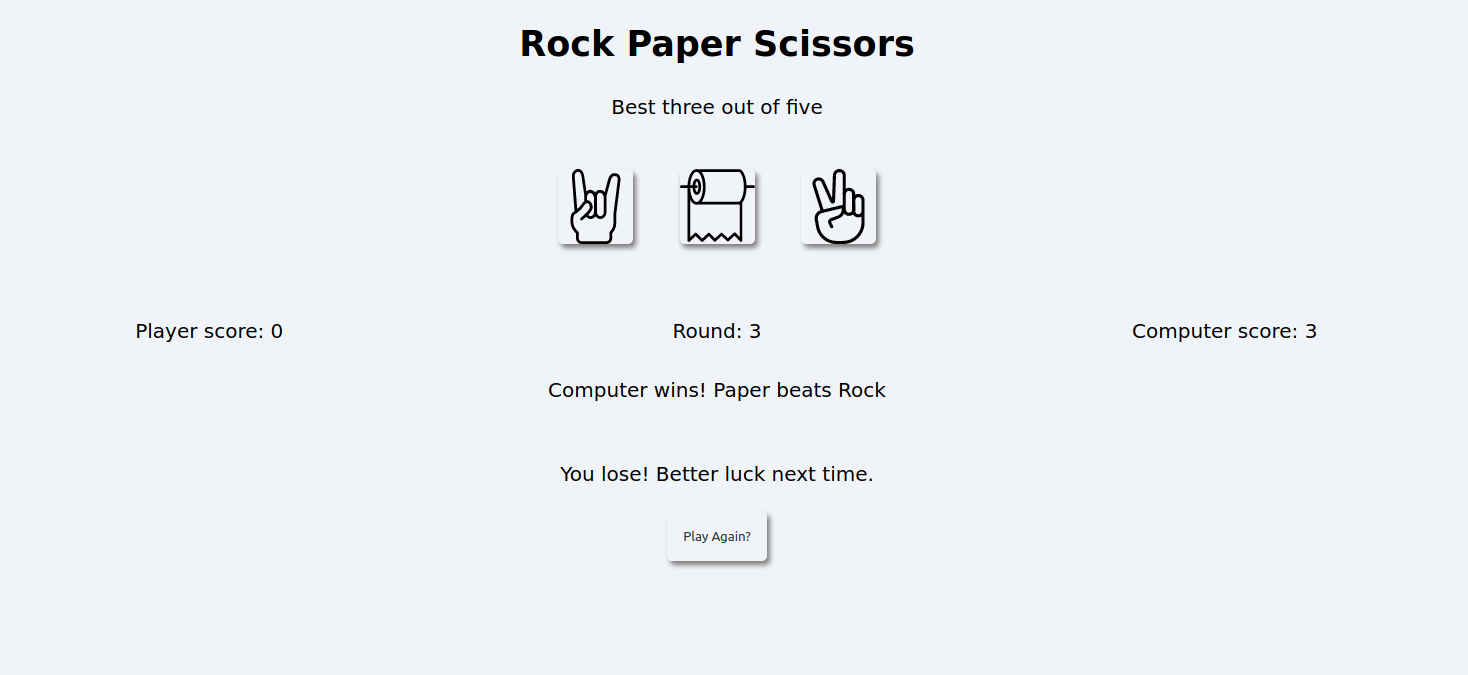 Rock Paper Scissors
Best three out of five
Player score: 0
Round: 3
Computer score: 3
Computer wins! Paper beats Rock
You lose! Better luck next time.
Play Again?